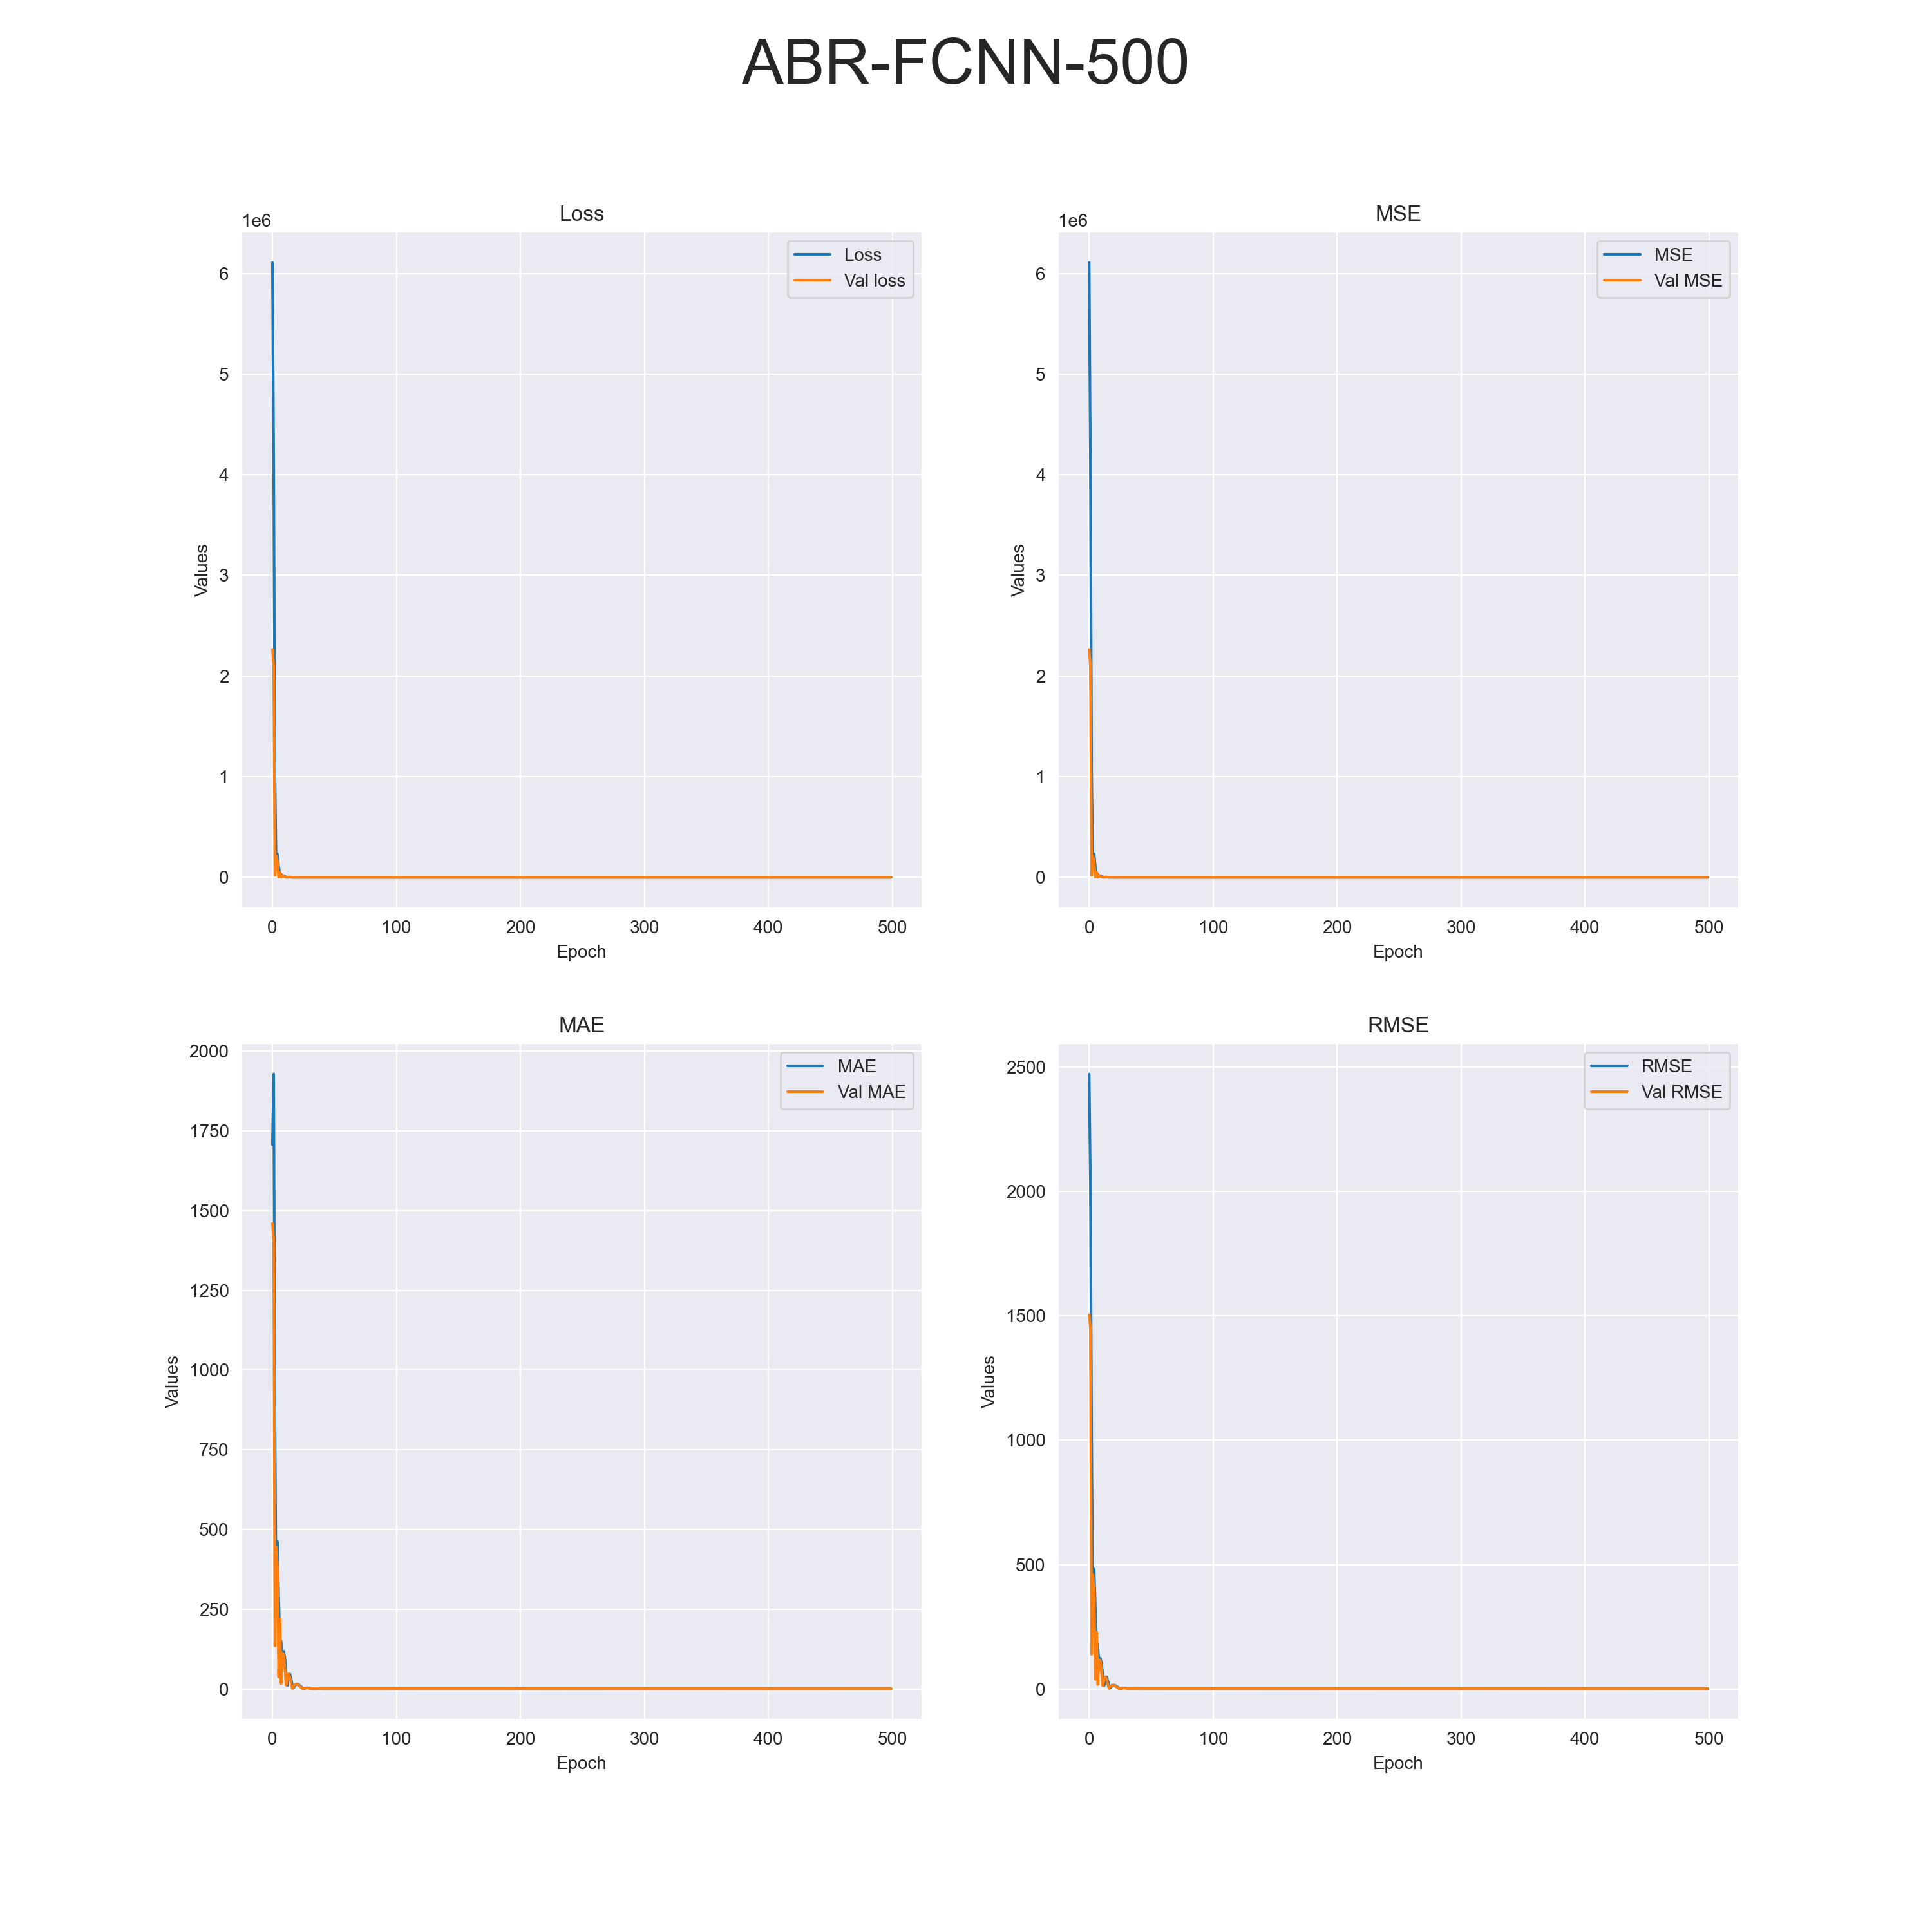 ABR-FCNN-500
Loss
1e6
Values
6
5
4
3
2
1
0
0 100 200 300 400 500
Epoch
Loss
Val loss
MSE
1e6
Values
6
5
4
3
2
1
0
0 100 200 300 400 500
Epoch
MSE
Val MSE
MAE
Values
2000
1750
1500
1250
1000
750
500
250
0
0 100 200 300 400 500
Epoch
MAE
Val MAE
RMSE
Values
2500
2000
1500
1000
500
0
0 100 200 300 400 500
Epoch
RMSE
Val RMSE